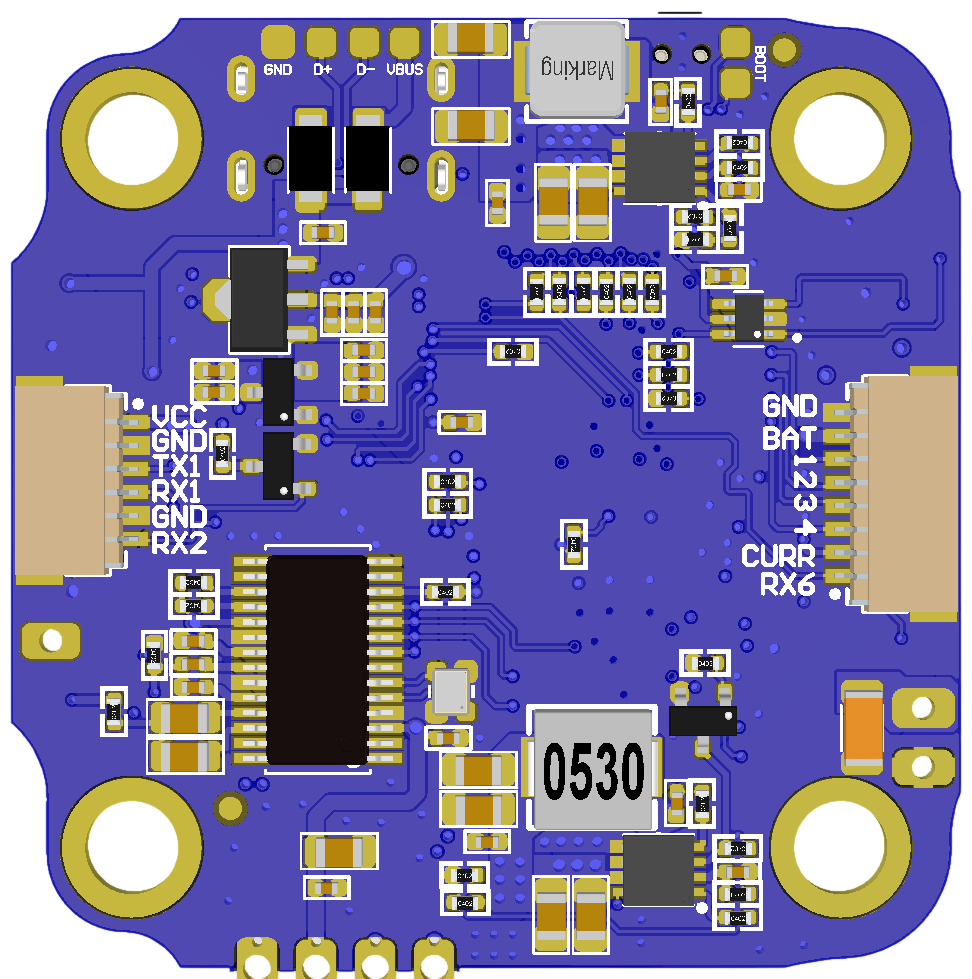 GND D+ D- VBUS
Marking
BOOT
VCC
GND
TX1
RX1
GND
RX2
GND
BAT
1
2
3
4
CURR
RX6
0530